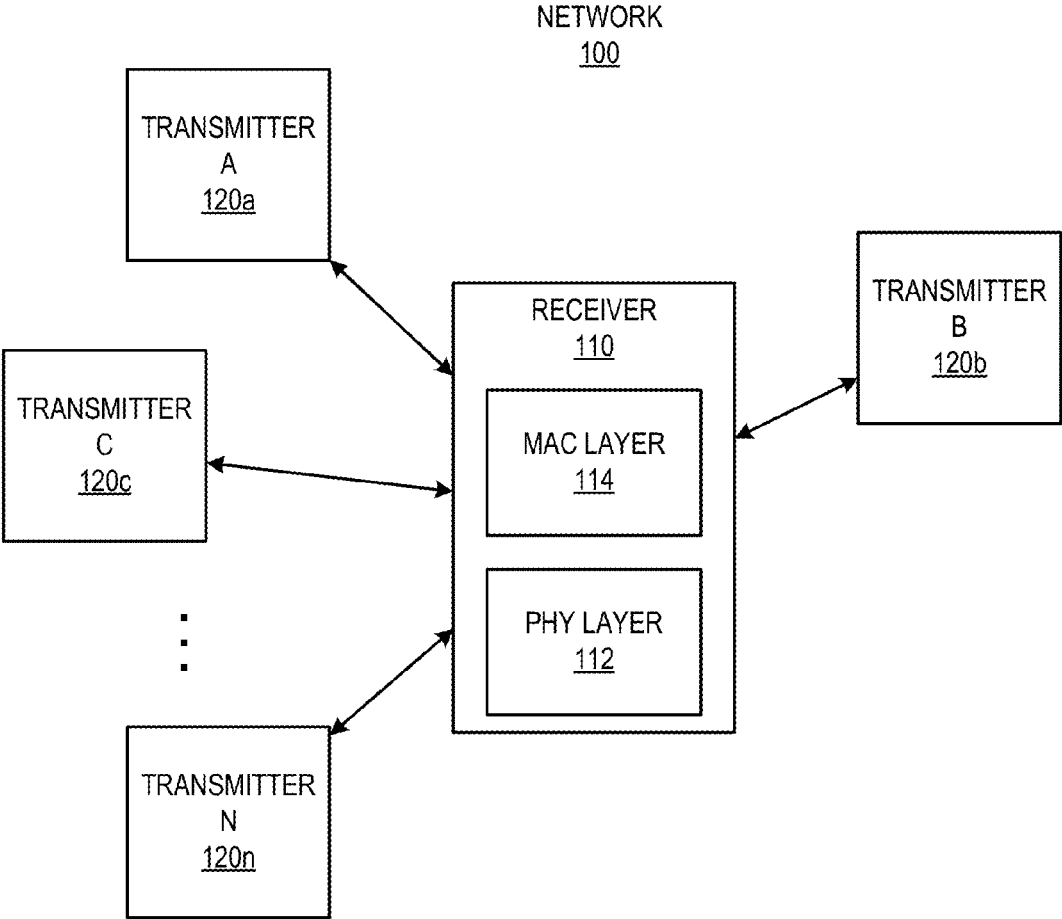 NETWORK
100
TRANSMITTER
A
120a
RECEIVER
110
TRANSMITTER
B
120b
TRANSMITTER
C
120c
MAC LAYER
114
PHY LAYER
112
TRANSMITTER
N
120n